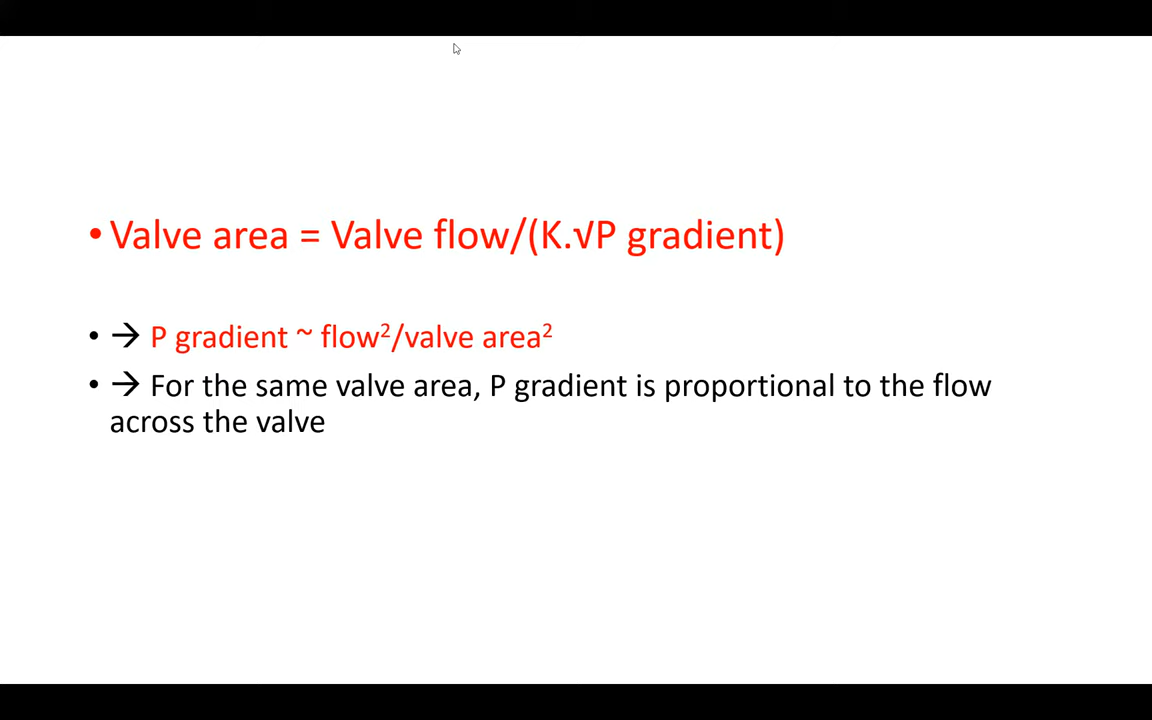 • Valve area = Valve flow/(K.√P gradient)
• → P gradient ~ flow²/valve area²
• → For the same valve area, P gradient is proportional to the flow
across the valve